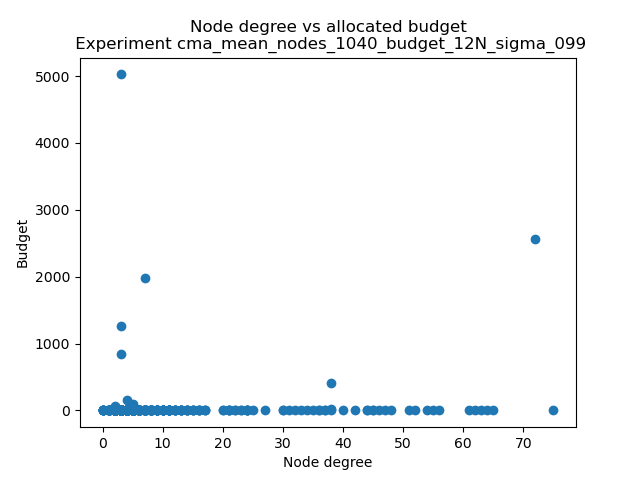 Node degree vs allocated budget
Experiment cma_mean_nodes_1040_budget_12N_sigma_099
5000
4000
3000
2000
1000
0
Budget
0 10 20 30 40 50 60 70
Node degree